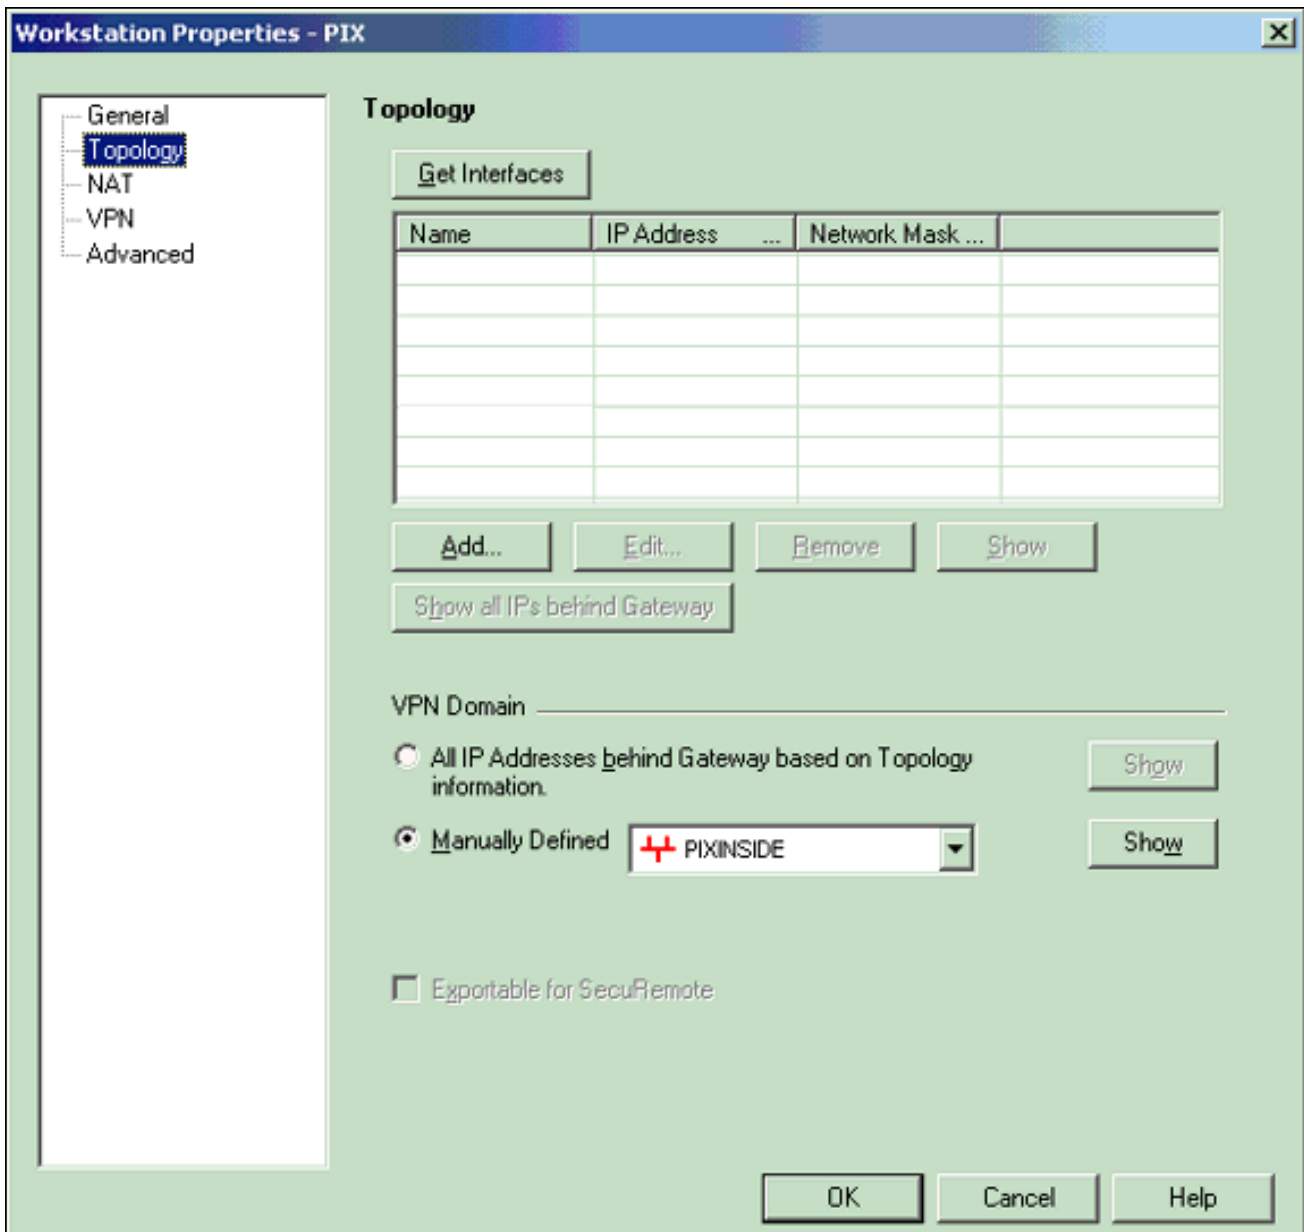 Workstation Properties - PIX
General
Topology
NAT
VPN
Advanced
Topology
Get Interfaces
Name IP Address ... Network Mask ...
Add... Edit... Remove Show
Show all IPs behind Gateway
VPN Domain
All IP Addresses behind Gateway based on Topology
information.
Show
Manually Defined PIXINSIDE Show
Exportable for SecuRemote
OK Cancel Help